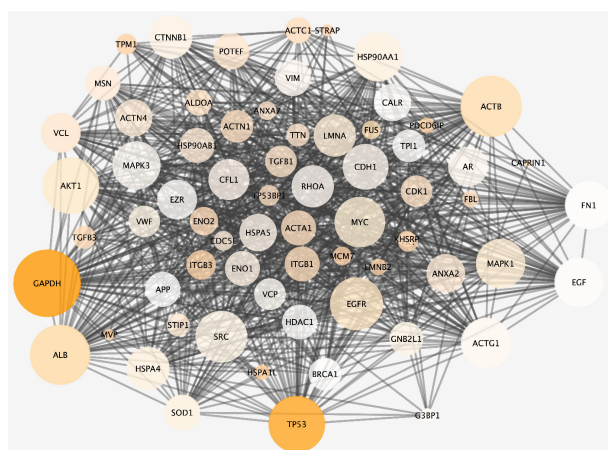 ACTC1
STRAP
TPM1
CTNNB1
POTEF
HSP90AA1
VIM
MSN
CALR
ACTB
ALDOA
ANXA7
ACTN4
ACTN1
FUS
PDCD6IP
VCL
TTN
LMNA
HSP90AB1
TPI1
TGFB1
CAPRIN1
MAPK3
CDH1
AR
AKT1
CFL1
RHOA
EZR
CDK1
TP53BP1
FBL
FN1
VWF
ENO2
MYC
ACTA1
HSPA5
TGFB3
CDC5L
KHSRP
MCM7
ITGB3
ENO1
ITGB1
LMNB2
ANXA2
MAPK1
GAPDH
EGF
APP
VCP
EGFR
STIP1
HDAC1
MVP
SRC
GNB2L1
ACTG1
ALB
HSPA4
HSPA1L
BRCA1
SOD1
G3BP1
TP53